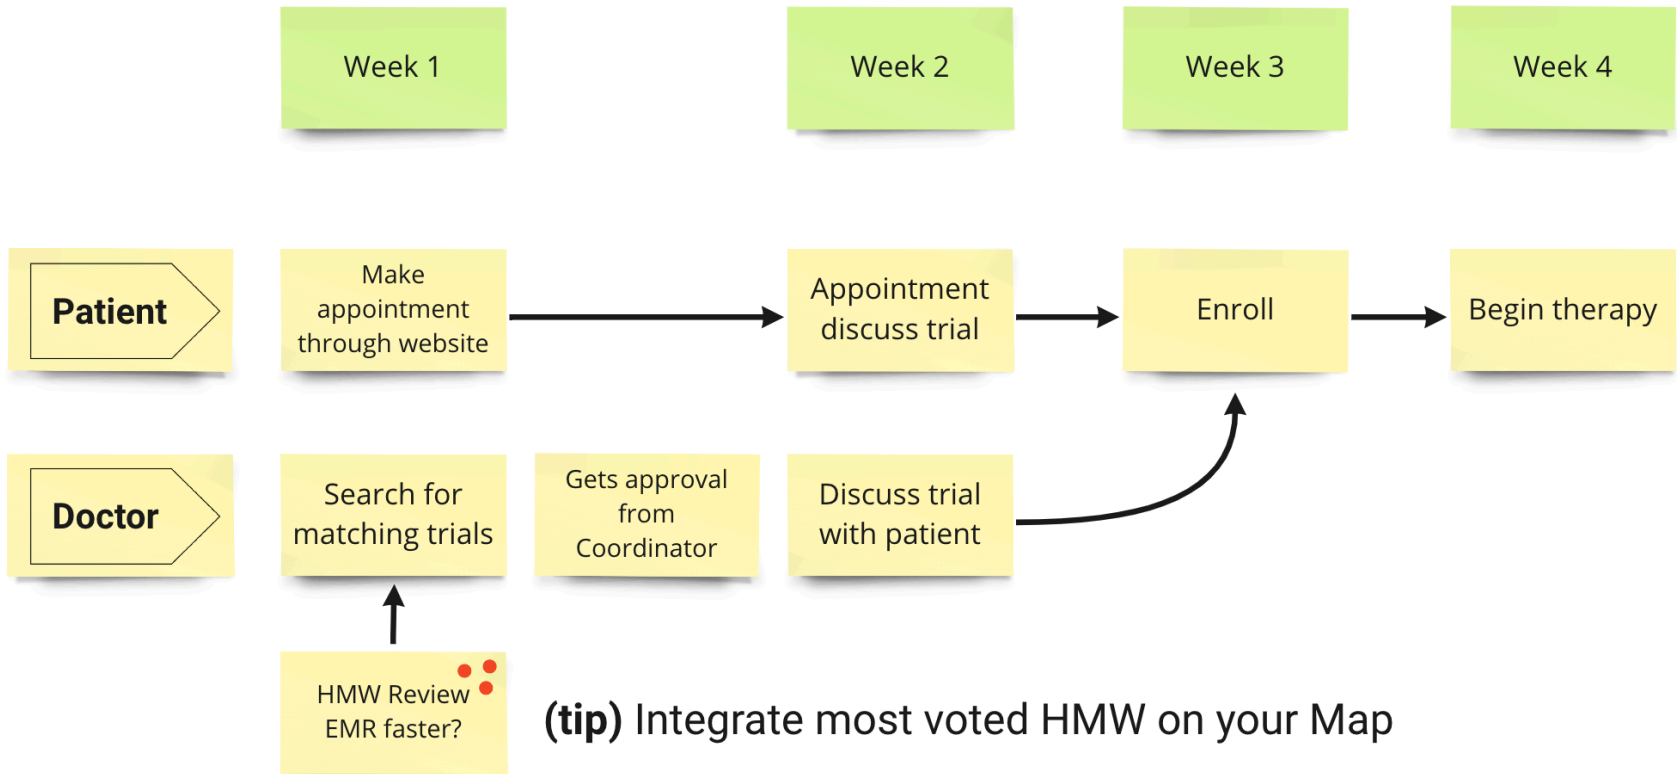 Week 1
Week 2
Week 3
Week 4
Patient
Make
appointment
through website
Appointment
discuss trial
Enroll
Begin therapy
Doctor
Search for
matching trials
Gets approval
from
Coordinator
Discuss trial
with patient
HMW Review
EMR faster?
(tip) Integrate most voted HMW on your Map